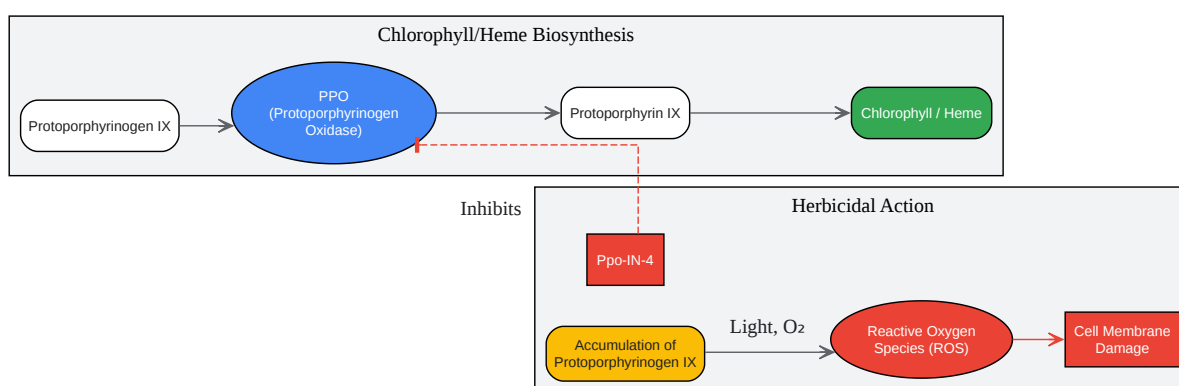 Chlorophyll/Heme Biosynthesis
Protoporphyrinogen IX
PPO
(Protoporphyrinogen
Oxidase)
Protoporphyrin IX
Chlorophyll / Heme
Inhibits
Herbicidal Action
Ppo-IN-4
Accumulation of
Protoporphyrinogen IX
Light, O₂
Reactive Oxygen
Species (ROS)
Cell Membrane
Damage